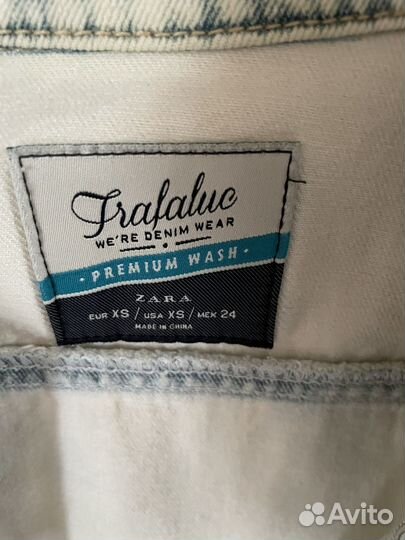 Trafaluc
WE'RE DENIM WEAR
· PREMIUM WASH ·
ZARA
EUR XS / USA XS / MEX 24
MADE IN CHINA
Avito